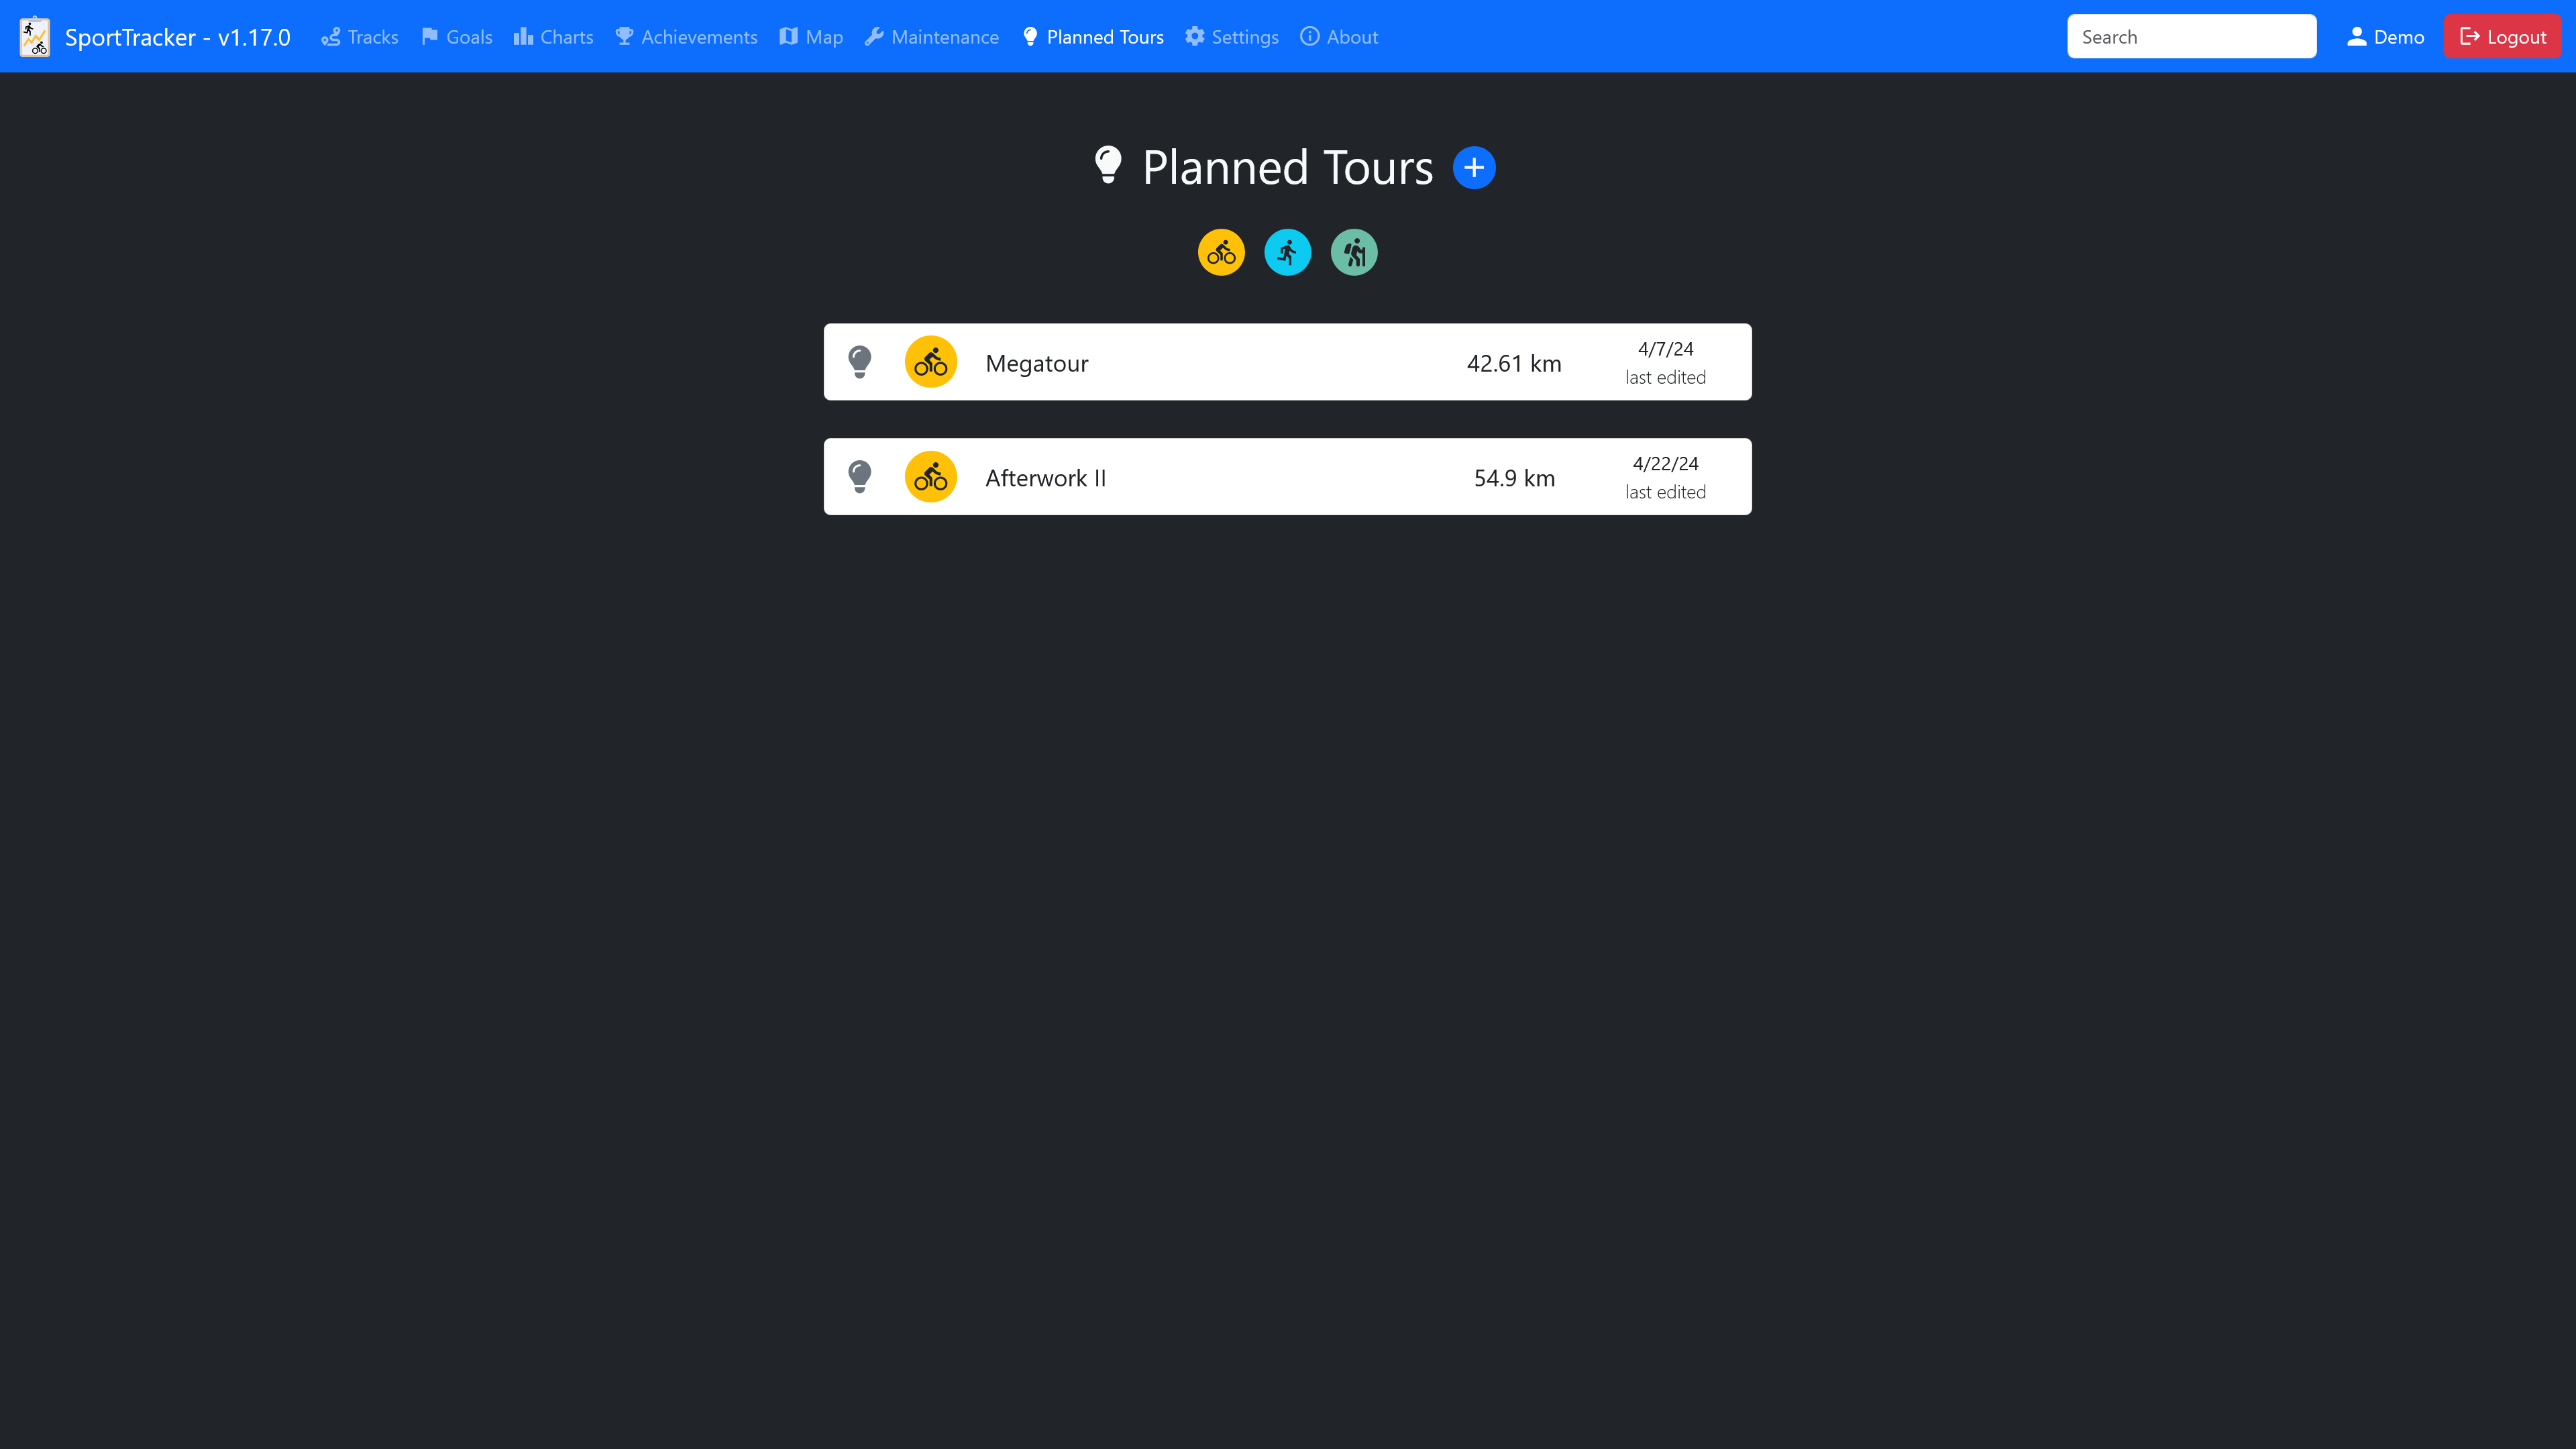 SportTracker - v1.17.0 Tracks Goals Charts Achievements Map Maintenance Planned Tours Settings About Search Demo Logout
Planned Tours
Megatour 42.61 km 4/7/24
last edited
Afterwork II 54.9 km 4/22/24
last edited